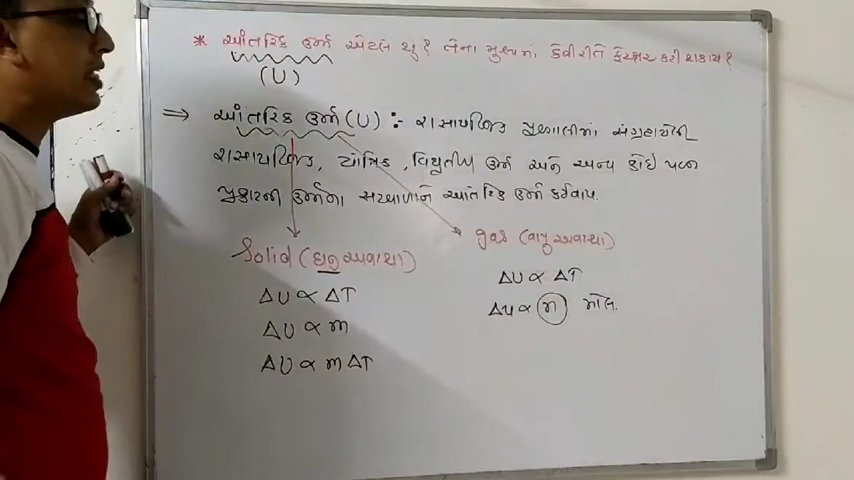 * આંતરિક ઉર્જા એટલે શું? તેના મુલ્યમાં કેવી રીતે ફેરફાર કરી શકાય?
(U)
⇒ આંતરિક ઉર્જા (U) :- રાસાયણિક પ્રણાલીમાં સંગ્રહાયેલી
રાસાયણિક, યાંત્રિક, વિદ્યુતીય ઉર્જા અને અન્ય કોઈ પણ
પ્રકારની ઉર્જાના સરવાળાને આંતરિક ઉર્જા કહેવાય.
Solid (ઘન અવસ્થા)
ΔU ∝ ΔT
ΔU ∝ m
ΔU ∝ m ΔT
gas (વાયુ અવસ્થા)
ΔU ∝ ΔT
ΔU ∝ n મોલ.